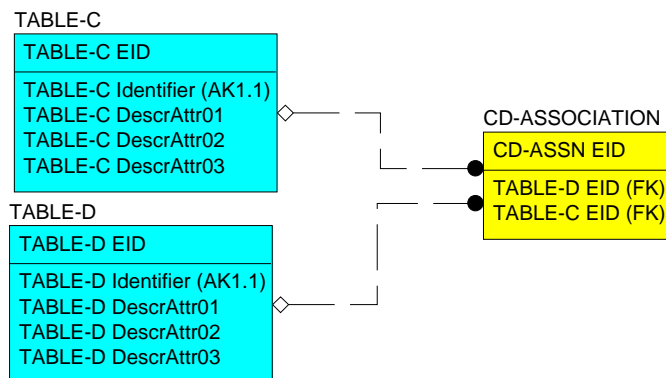 TABLE-C
TABLE-C EID
TABLE-C Identifier (AK1.1)
TABLE-C DescrAttr01
TABLE-C DescrAttr02
TABLE-C DescrAttr03
CD-ASSOCIATION
CD-ASSN EID
TABLE-D EID (FK)
TABLE-C EID (FK)
TABLE-D
TABLE-D EID
TABLE-D Identifier (AK1.1)
TABLE-D DescrAttr01
TABLE-D DescrAttr02
TABLE-D DescrAttr03